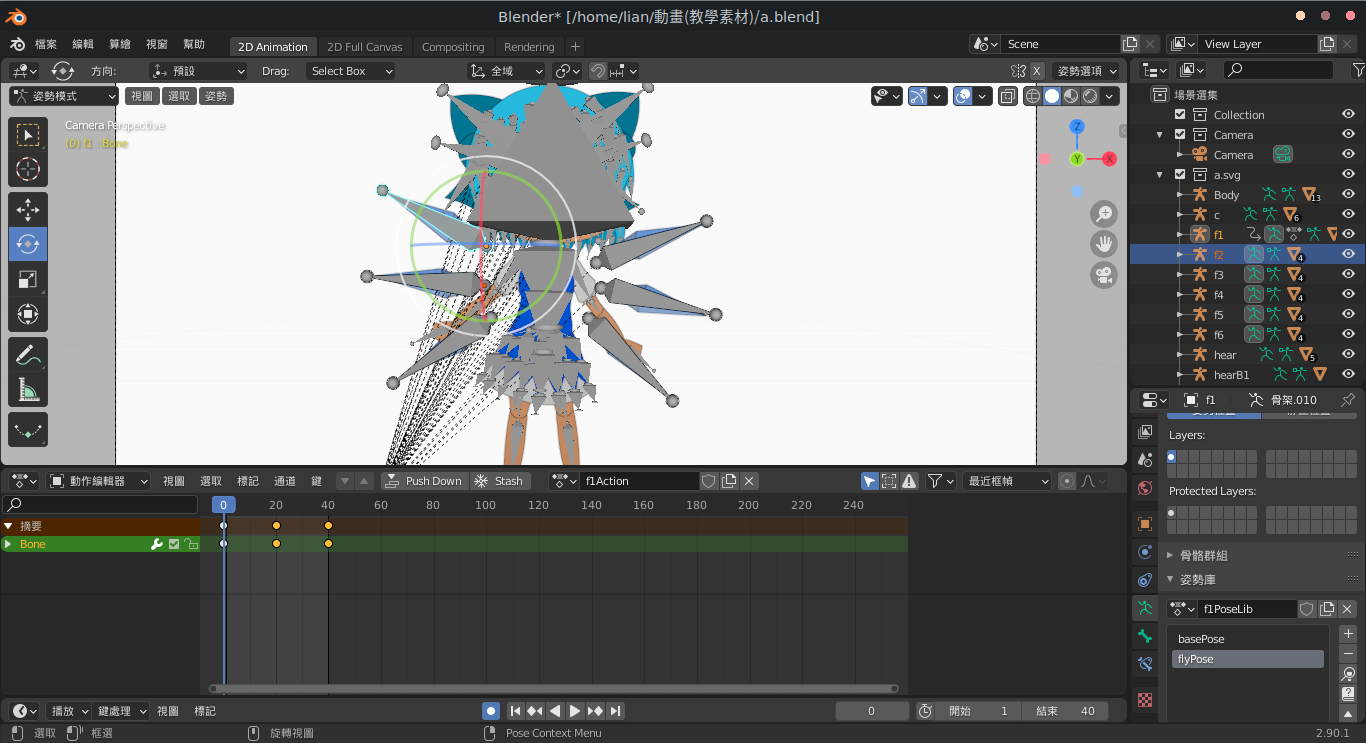 Blender* [/home/lian/動畫(教學素材)/a.blend]
檔案 編輯 算繪 視窗 幫助 2D Animation 2D Full Canvas Compositing Rendering + Scene View Layer
方向: 預設 Drag: Select Box 全域 X 姿勢選項
姿勢模式 視圖 選取 姿勢
Camera Perspective
(0) f1 : Bone
Z
Y
X
場景選集
Collection
Camera
Camera
a.svg
Body 13
c 6
f1
f2 4
f3 4
f4 4
f5 4
f6 4
hear 5
hearB1
f1 骨架.010
Layers:
Protected Layers:
骨骼群組
姿勢庫
f1PoseLib
basePose
flyPose
動作編輯器 視圖 選取 標記 通道 鍵 Push Down Stash f1Action 最近框幀
0 20 40 60 80 100 120 140 160 180 200 220 240
摘要
Bone
播放 鍵處理 視圖 標記 0 開始 1 結束 40
選取 框選 旋轉視圖 Pose Context Menu 2.90.1